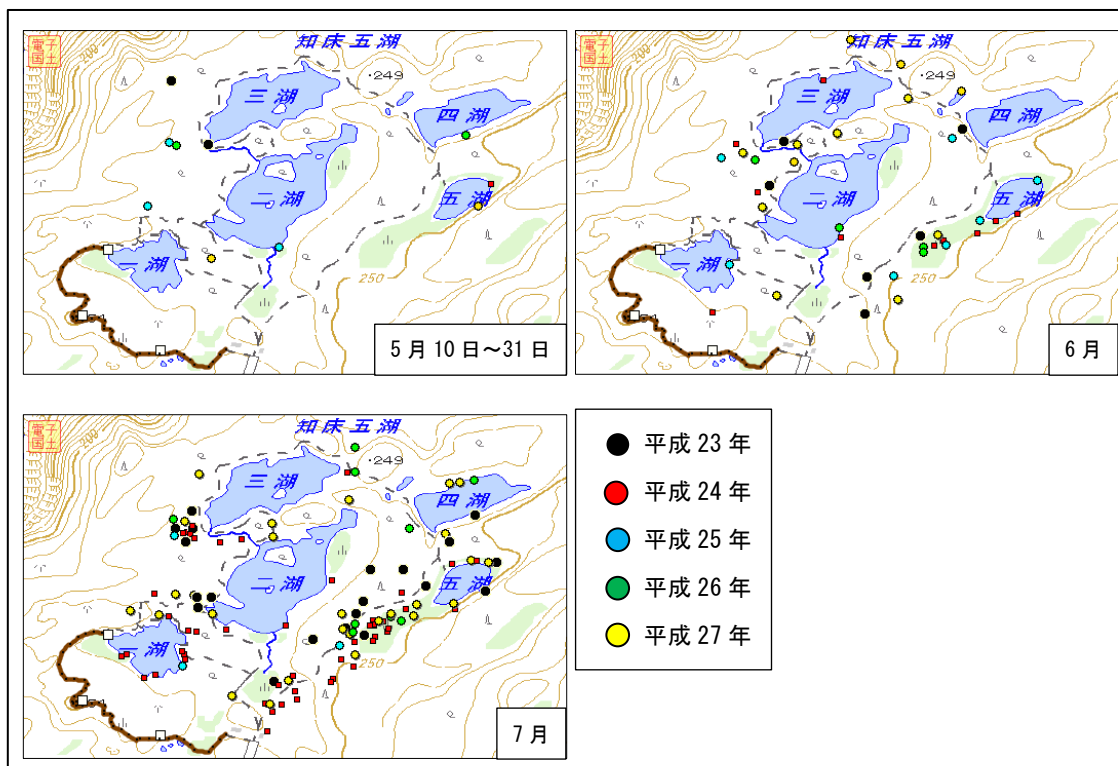 電子
国土
200
知床五湖
249
三湖
四湖
二湖
五湖
一湖
250
5月10日~31日
電子
国土
200
知床五湖
249
三湖
四湖
二湖
五湖
一湖
250
6月
電子
国土
200
知床五湖
249
三湖
四湖
二湖
五湖
一湖
250
7月
平成23年
平成24年
平成25年
平成26年
平成27年